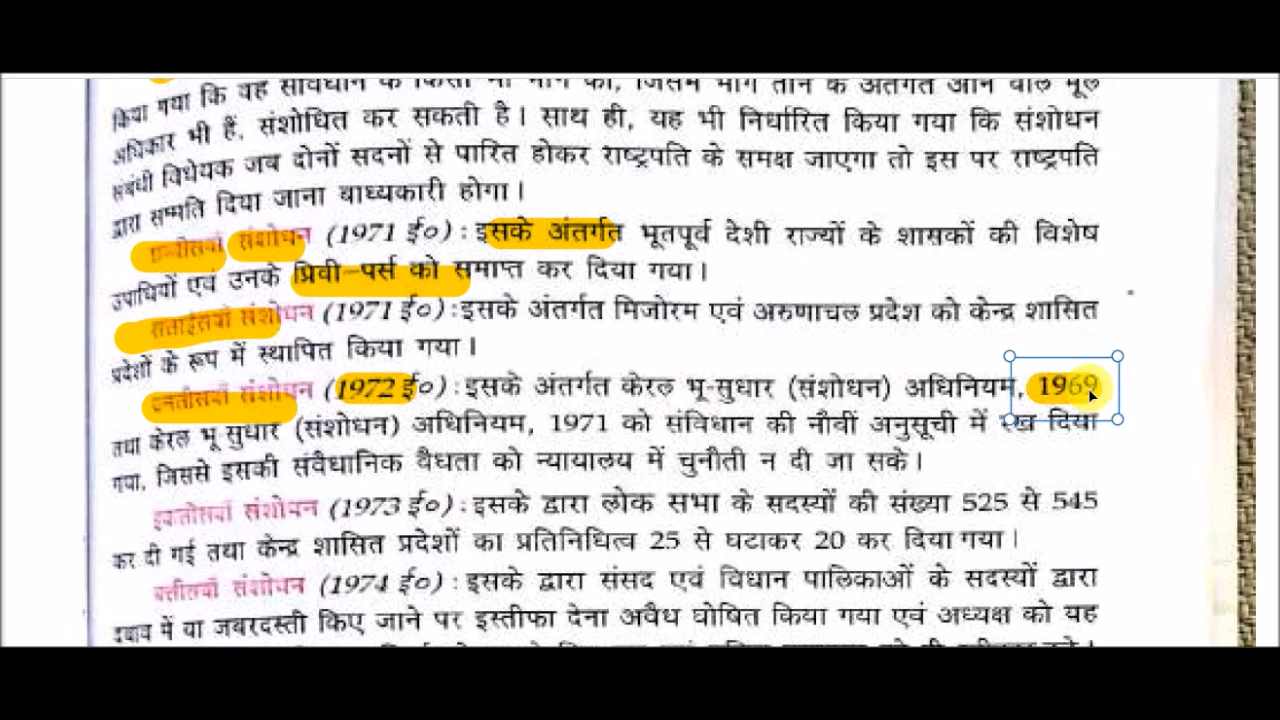 किया गया कि वह संविधान के किसी भी भाग को, जिसमें भाग तीन के अंतर्गत आने वाले मूल
अधिकार भी हैं, संशोधित कर सकती है। साथ ही, यह भी निर्धारित किया गया कि संशोधन
संबंधी विधेयक जब दोनों सदनों से पारित होकर राष्ट्रपति के समक्ष जाएगा तो इस पर राष्ट्रपति
द्वारा सम्मति दिया जाना बाध्यकारी होगा।
छब्बीसवाँ संशोधन (1971 ई०) : इसके अंतर्गत भूतपूर्व देशी राज्यों के शासकों की विशेष
उपाधियों एवं उनके प्रिवी-पर्स को समाप्त कर दिया गया।
सताईसवाँ संशोधन (1971 ई०) : इसके अंतर्गत मिजोरम एवं अरुणाचल प्रदेश को केन्द्र शासित
प्रदेशों के रूप में स्थापित किया गया।
उनतीसवाँ संशोधन (1972 ई०) : इसके अंतर्गत केरल भू-सुधार (संशोधन) अधिनियम, 1969
तथा केरल भू सुधार (संशोधन) अधिनियम, 1971 को संविधान की नौवीं अनुसूची में रख दिया
गया, जिससे इसकी संवैधानिक वैधता को न्यायालय में चुनौती न दी जा सके।
इकतीसवाँ संशोधन (1973 ई०) : इसके द्वारा लोक सभा के सदस्यों की संख्या 525 से 545
कर दी गई तथा केन्द्र शासित प्रदेशों का प्रतिनिधित्व 25 से घटाकर 20 कर दिया गया।
बत्तीसवाँ संशोधन (1974 ई०) : इसके द्वारा संसद एवं विधान पालिकाओं के सदस्यों द्वारा
दबाव में या जबरदस्ती किए जाने पर इस्तीफा देना अवैध घोषित किया गया एवं अध्यक्ष को यह